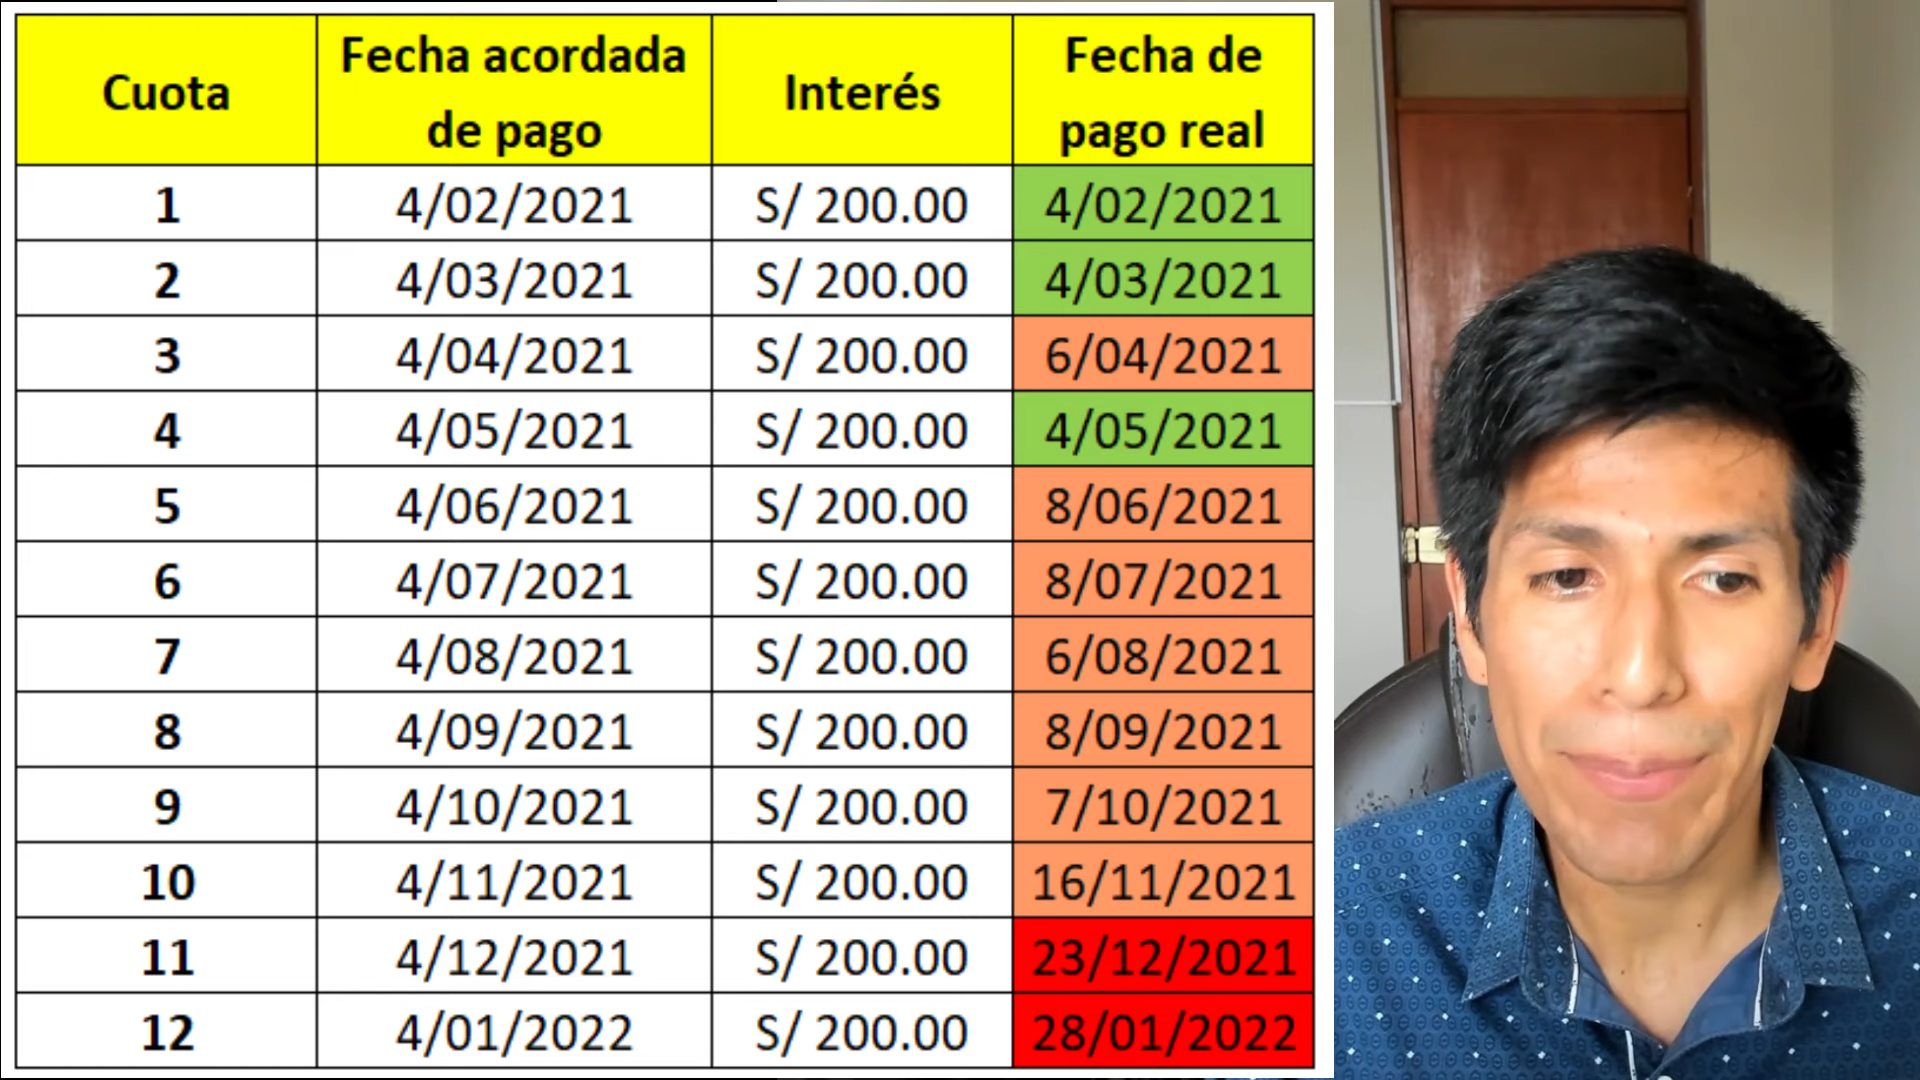 Cuota Fecha acordada de pago Interés Fecha de pago real
1 4/02/2021 S/ 200.00 4/02/2021
2 4/03/2021 S/ 200.00 4/03/2021
3 4/04/2021 S/ 200.00 6/04/2021
4 4/05/2021 S/ 200.00 4/05/2021
5 4/06/2021 S/ 200.00 8/06/2021
6 4/07/2021 S/ 200.00 8/07/2021
7 4/08/2021 S/ 200.00 6/08/2021
8 4/09/2021 S/ 200.00 8/09/2021
9 4/10/2021 S/ 200.00 7/10/2021
10 4/11/2021 S/ 200.00 16/11/2021
11 4/12/2021 S/ 200.00 23/12/2021
12 4/01/2022 S/ 200.00 28/01/2022